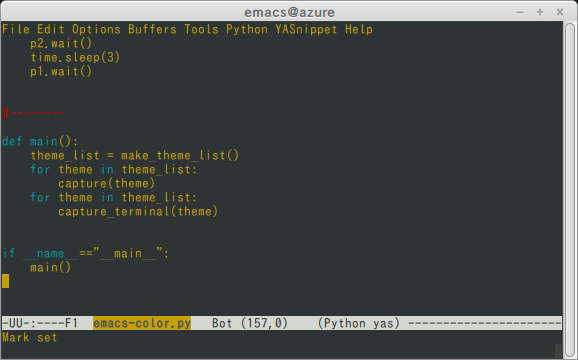 emacs@azure
File Edit Options Buffers Tools Python YASnippet Help
    p2.wait()
    time.sleep(3)
    p1.wait()
#--------
def main():
    theme_list = make_theme_list()
    for theme in theme_list:
        capture(theme)
    for theme in theme_list:
        capture_terminal(theme)
if __name__=="__main__":
    main()
-UU-:----F1  emacs-color.py   Bot (157,0)    (Python yas) ----------------------
Mark set